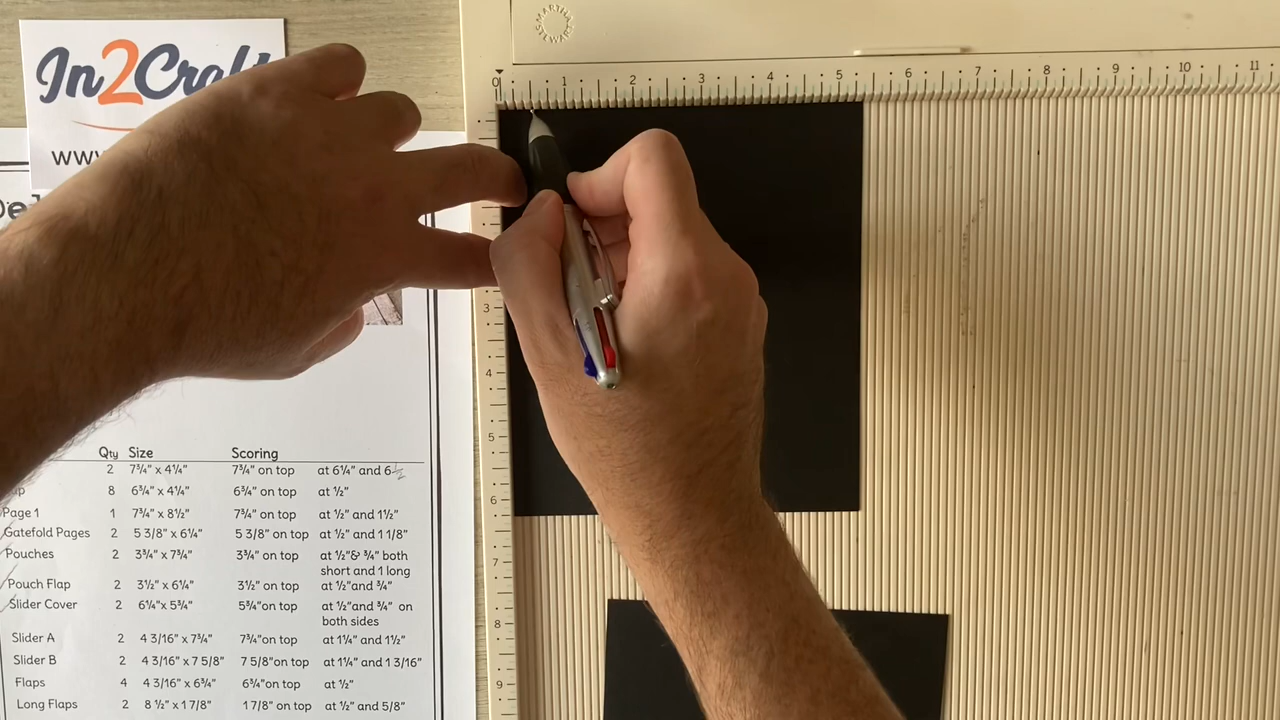 MARTHA STEWART
In2Craft
www
0 1 2 3 4 5 6 7 8 9 10 11
3
4
5
6
7
8
9
Qty Size Scoring
2 7¾" x 4¼" 7¾" on top at 6¼" and 6½
8 6¾" x 4¼" 6¾" on top at ½"
Page 1 1 7¾" x 8½" 7¾" on top at ½" and 1½"
Gatefold Pages 2 5 3/8" x 6¼" 5 3/8" on top at ½" and 1 1/8"
Pouches 2 3¾" x 7¾" 3¾" on top at ½"& ¾" both
short and 1 long
Pouch Flap 2 3½" x 6¼" 3½" on top at ½"and ¾"
Slider Cover 2 6¼"x 5¾" 5¾"on top at ½"and ¾" on
both sides
Slider A 2 4 3/16" x 7¾" 7¾"on top at 1¼" and 1½"
Slider B 2 4 3/16" x 7 5/8" 7 5/8"on top at 1¼" and 1 3/16"
Flaps 4 4 3/16" x 6¾" 6¾"on top at ½"
Long Flaps 2 8 ½" x 1 7/8" 1 7/8" on top at ½" and 5/8"